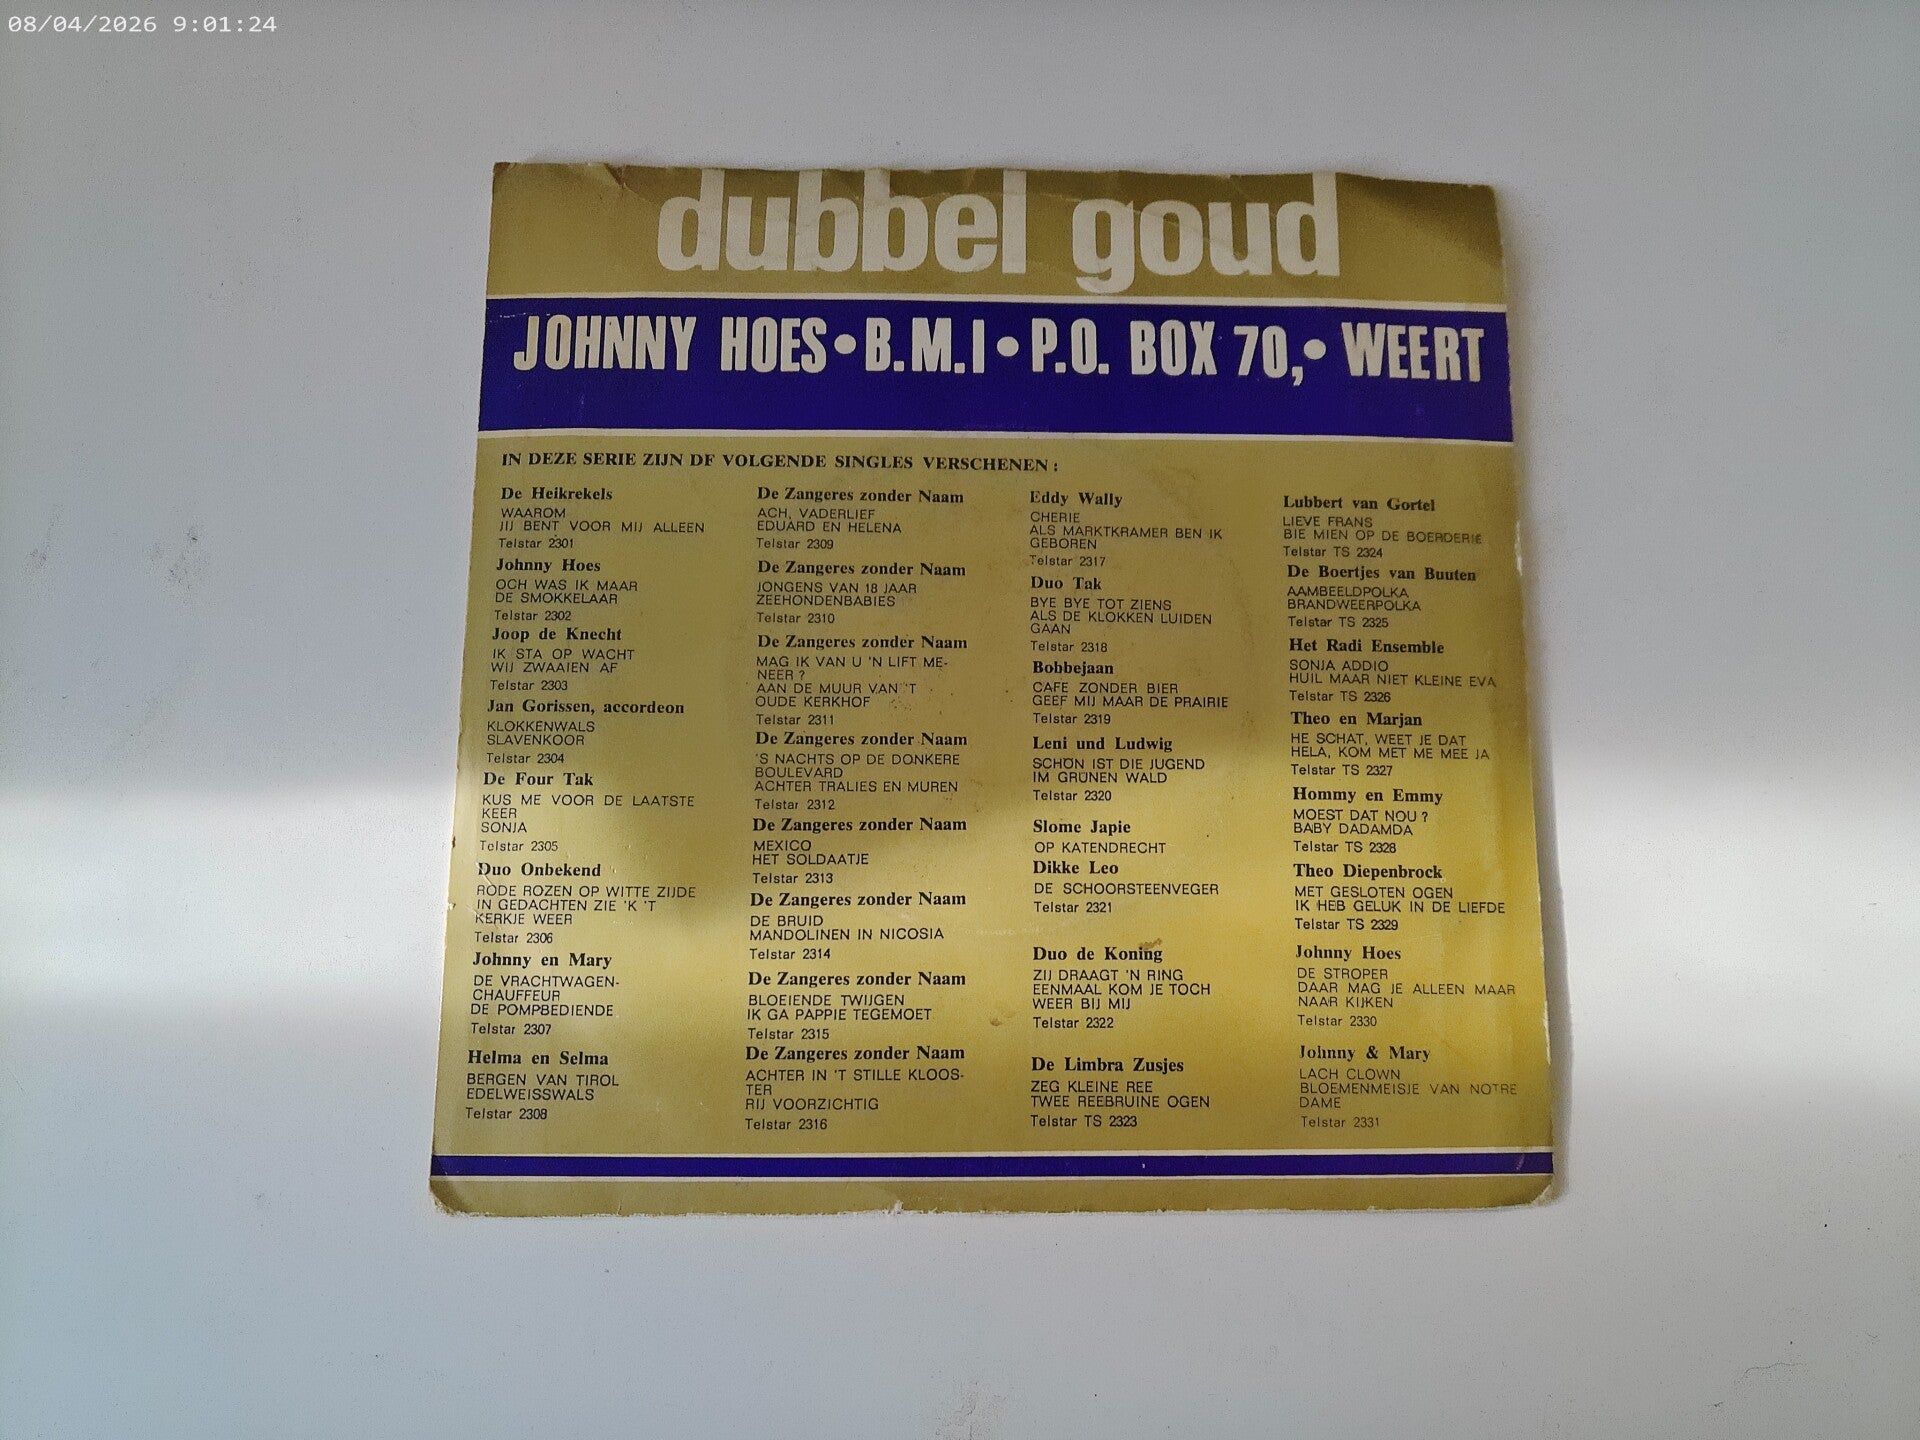 08/04/2026 9:01:24
dubbel goud
JOHNNY HOES • B.M.I • P.O. BOX 70, • WEERT
IN DEZE SERIE ZIJN DF VOLGENDE SINGLES VERSCHENEN :
De Heikrekels
WAAROM
JIJ BENT VOOR MIJ ALLEEN
Telstar 2301
Johnny Hoes
OCH WAS IK MAAR
DE SMOKKELAAR
Telstar 2302
Joop de Knecht
IK STA OP WACHT
WIJ ZWAAIEN AF
Telstar 2303
Jan Gorissen, accordeon
KLOKKENWALS
SLAVENKOOR
Telstar 2304
De Four Tak
KUS ME VOOR DE LAATSTE
KEER
SONJA
Telstar 2305
Duo Onbekend
RODE ROZEN OP WITTE ZIJDE
IN GEDACHTEN ZIE 'K 'T
KERKJE WEER
Telstar 2306
Johnny en Mary
DE VRACHTWAGEN-
CHAUFFEUR
DE POMPBEDIENDE
Telstar 2307
Helma en Selma
BERGEN VAN TIROL
EDELWEISSWALS
Telstar 2308
De Zangeres zonder Naam
ACH, VADERLIEF
EDUARD EN HELENA
Telstar 2309
De Zangeres zonder Naam
JONGENS VAN 18 JAAR
ZEEHONDENBABIES
Telstar 2310
De Zangeres zonder Naam
MAG IK VAN U 'N LIFT ME-
NEER ?
AAN DE MUUR VAN 'T
OUDE KERKHOF
Telstar 2311
De Zangeres zonder Naam
'S NACHTS OP DE DONKERE
BOULEVARD
ACHTER TRALIES EN MUREN
Telstar 2312
De Zangeres zonder Naam
MEXICO
HET SOLDAATJE
Telstar 2313
De Zangeres zonder Naam
DE BRUID
MANDOLINEN IN NICOSIA
Telstar 2314
De Zangeres zonder Naam
BLOEIENDE TWIJGEN
IK GA PAPPIE TEGEMOET
Telstar 2315
De Zangeres zonder Naam
ACHTER IN 'T STILLE KLOOS-
TER
RIJ VOORZICHTIG
Telstar 2316
Eddy Wally
CHERIE
ALS MARKTKRAMER BEN IK
GEBOREN
Telstar 2317
Duo Tak
BYE BYE TOT ZIENS
ALS DE KLOKKEN LUIDEN
GAAN
Telstar 2318
Bobbejaan
CAFE ZONDER BIER
GEEF MIJ MAAR DE PRAIRIE
Telstar 2319
Leni und Ludwig
SCHÖN IST DIE JUGEND
IM GRÜNEN WALD
Telstar 2320
Slome Japie
OP KATENDRECHT
Dikke Leo
DE SCHOORSTEENVEGER
Telstar 2321
Duo de Koning
ZIJ DRAAGT 'N RING
EENMAAL KOM JE TOCH
WEER BIJ MIJ
Telstar 2322
De Limbra Zusjes
ZEG KLEINE REE
TWEE REEBRUINE OGEN
Telstar TS 2323
Lubbert van Gortel
LIEVE FRANS
BIE MIEN OP DE BOERDERIE
Telstar TS 2324
De Boertjes van Buuten
AAMBEELDPOLKA
BRANDWEERPOLKA
Telstar TS 2325
Het Radi Ensemble
SONJA ADDIO
HUIL MAAR NIET KLEINE EVA
Telstar TS 2326
Theo en Marjan
HE SCHAT, WEET JE DAT
HELA, KOM MET ME MEE JA
Telstar TS 2327
Hommy en Emmy
MOEST DAT NOU ?
BABY DADAMDA
Telstar TS 2328
Theo Diepenbrock
MET GESLOTEN OGEN
IK HEB GELUK IN DE LIEFDE
Telstar TS 2329
Johnny Hoes
DE STROPER
DAAR MAG JE ALLEEN MAAR
NAAR KIJKEN
Telstar 2330
Johnny & Mary
LACH CLOWN
BLOEMENMEISJE VAN NOTRE
DAME
Telstar 2331